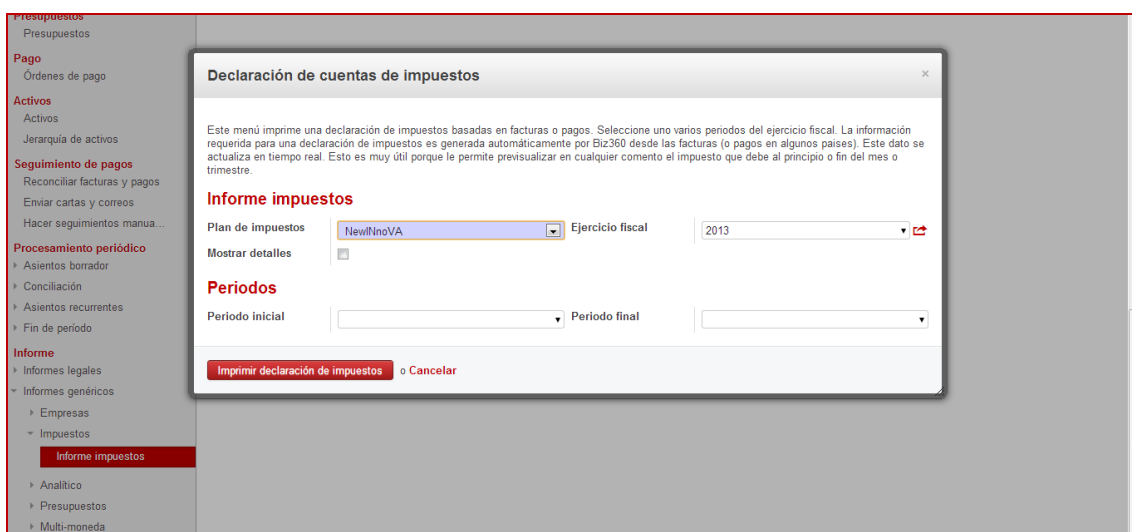 Presupuestos
Presupuestos
Pago
Órdenes de pago
Activos
Activos
Jerarquía de activos
Seguimiento de pagos
Reconciliar facturas y pagos
Enviar cartas y correos
Hacer seguimientos manua...
Procesamiento periódico
Asientos borrador
Conciliación
Asientos recurrentes
Fin de período
Informe
Informes legales
Informes genéricos
Empresas
Impuestos
Informe impuestos
Analítico
Presupuestos
Multi-moneda
Declaración de cuentas de impuestos ×
Este menú imprime una declaración de impuestos basadas en facturas o pagos. Seleccione uno varios periodos del ejercicio fiscal. La información
requerida para una declaración de impuestos es generada automáticamente por Biz360 desde las facturas (o pagos en algunos paises). Este dato se
actualiza en tiempo real. Esto es muy útil porque le permite previsualizar en cualquier comento el impuesto que debe al principio o fin del mes o
trimestre.
Informe impuestos
Plan de impuestos NewINnoVA Ejercicio fiscal 2013
Mostrar detalles
Periodos
Periodo inicial Periodo final
Imprimir declaración de impuestos o Cancelar